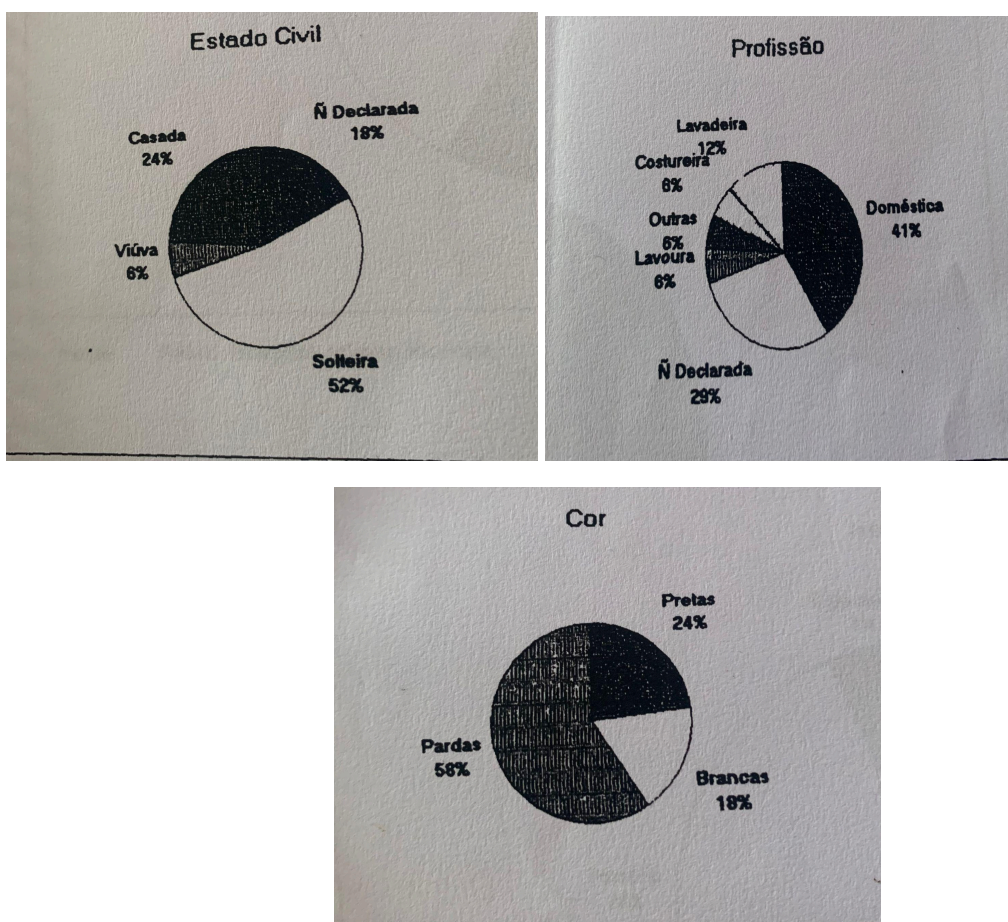 Estado Civil
Ñ Declarada
18%
Casada
24%
Viúva
6%
Solteira
52%
Profissão
Lavadeira
12%
Costureira
6%
Outras
6%
Lavoura
6%
Doméstica
41%
Ñ Declarada
29%
Cor
Pretas
24%
Pardas
58%
Brancas
18%